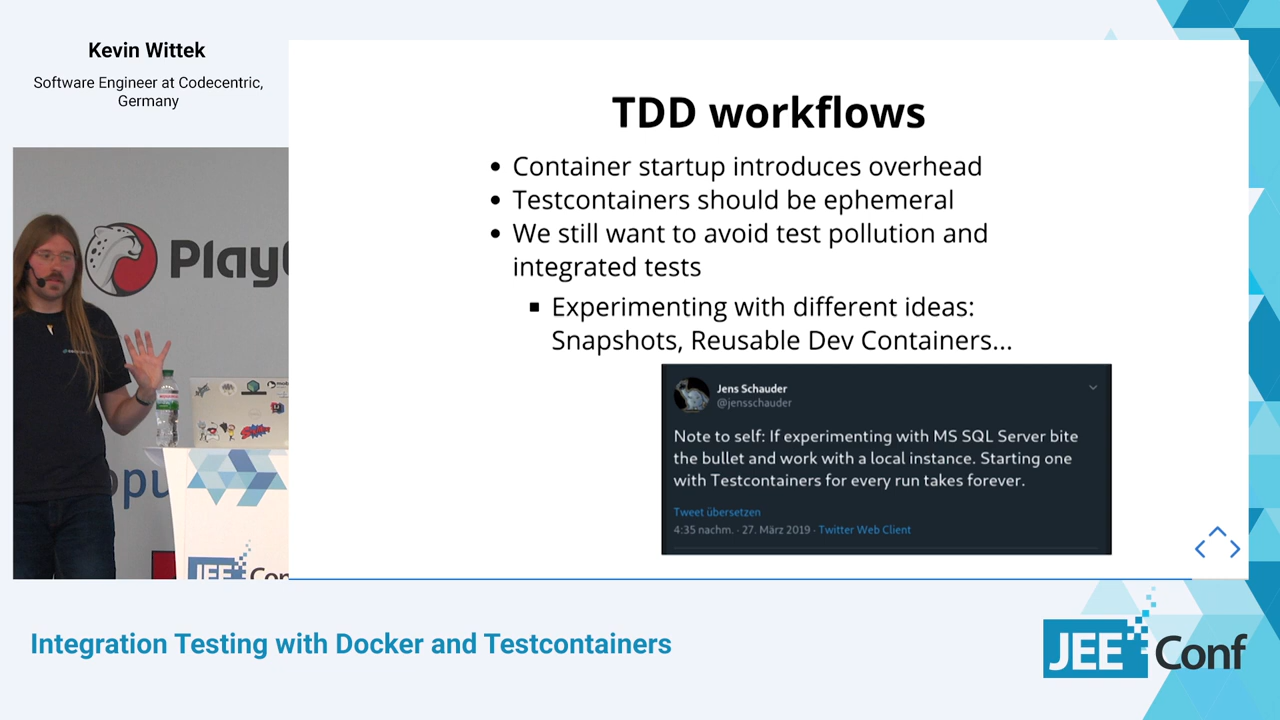 Kevin Wittek
Software Engineer at Codecentric,
Germany
TDD workflows
Container startup introduces overhead
Testcontainers should be ephemeral
We still want to avoid test pollution and
integrated tests
Experimenting with different ideas:
Snapshots, Reusable Dev Containers...
Jens Schauder
@jensschauder
Note to self: If experimenting with MS SQL Server bite
the bullet and work with a local instance. Starting one
with Testcontainers for every run takes forever.
Tweet übersetzen
4:35 nachm. · 27. März 2019 · Twitter Web Client
Play
opu
JEE Con
Integration Testing with Docker and Testcontainers
JEE Conf